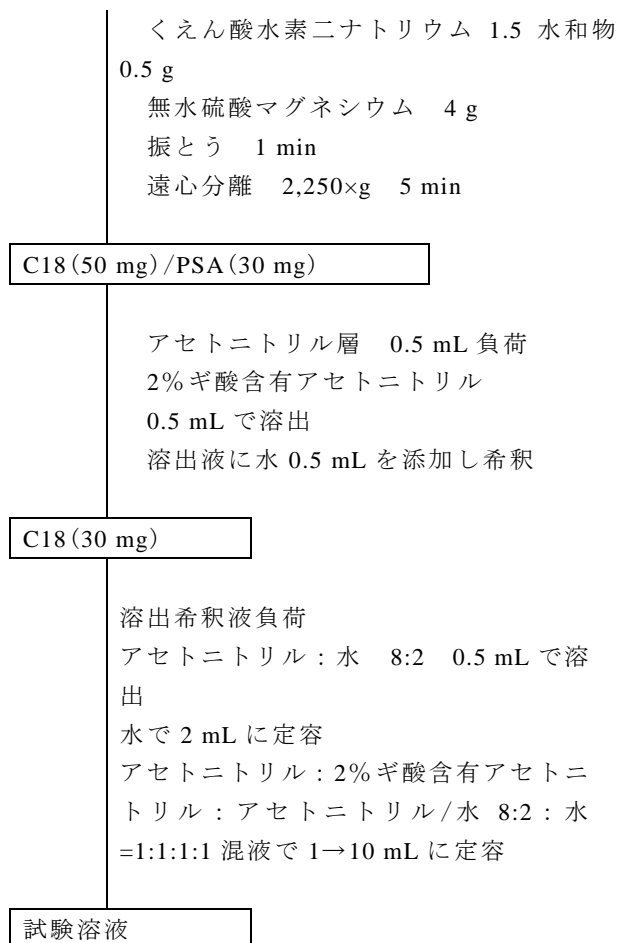 くえん酸水素二ナトリウム 1.5 水和物
0.5 g
無水硫酸マグネシウム 4 g
振とう 1 min
遠心分離 2,250×g 5 min
C18(50 mg)/PSA(30 mg)
アセトニトリル層 0.5 mL 負荷
2%ギ酸含有アセトニトリル
0.5 mL で溶出
溶出液に水 0.5 mL を添加し希釈
C18(30 mg)
溶出希釈液負荷
アセトニトリル：水 8:2 0.5 mL で溶
出
水で 2 mL に定容
アセトニトリル：2%ギ酸含有アセトニ
トリル：アセトニトリル/水 8:2：水
=1:1:1:1 混液で 1→10 mL に定容
試験溶液